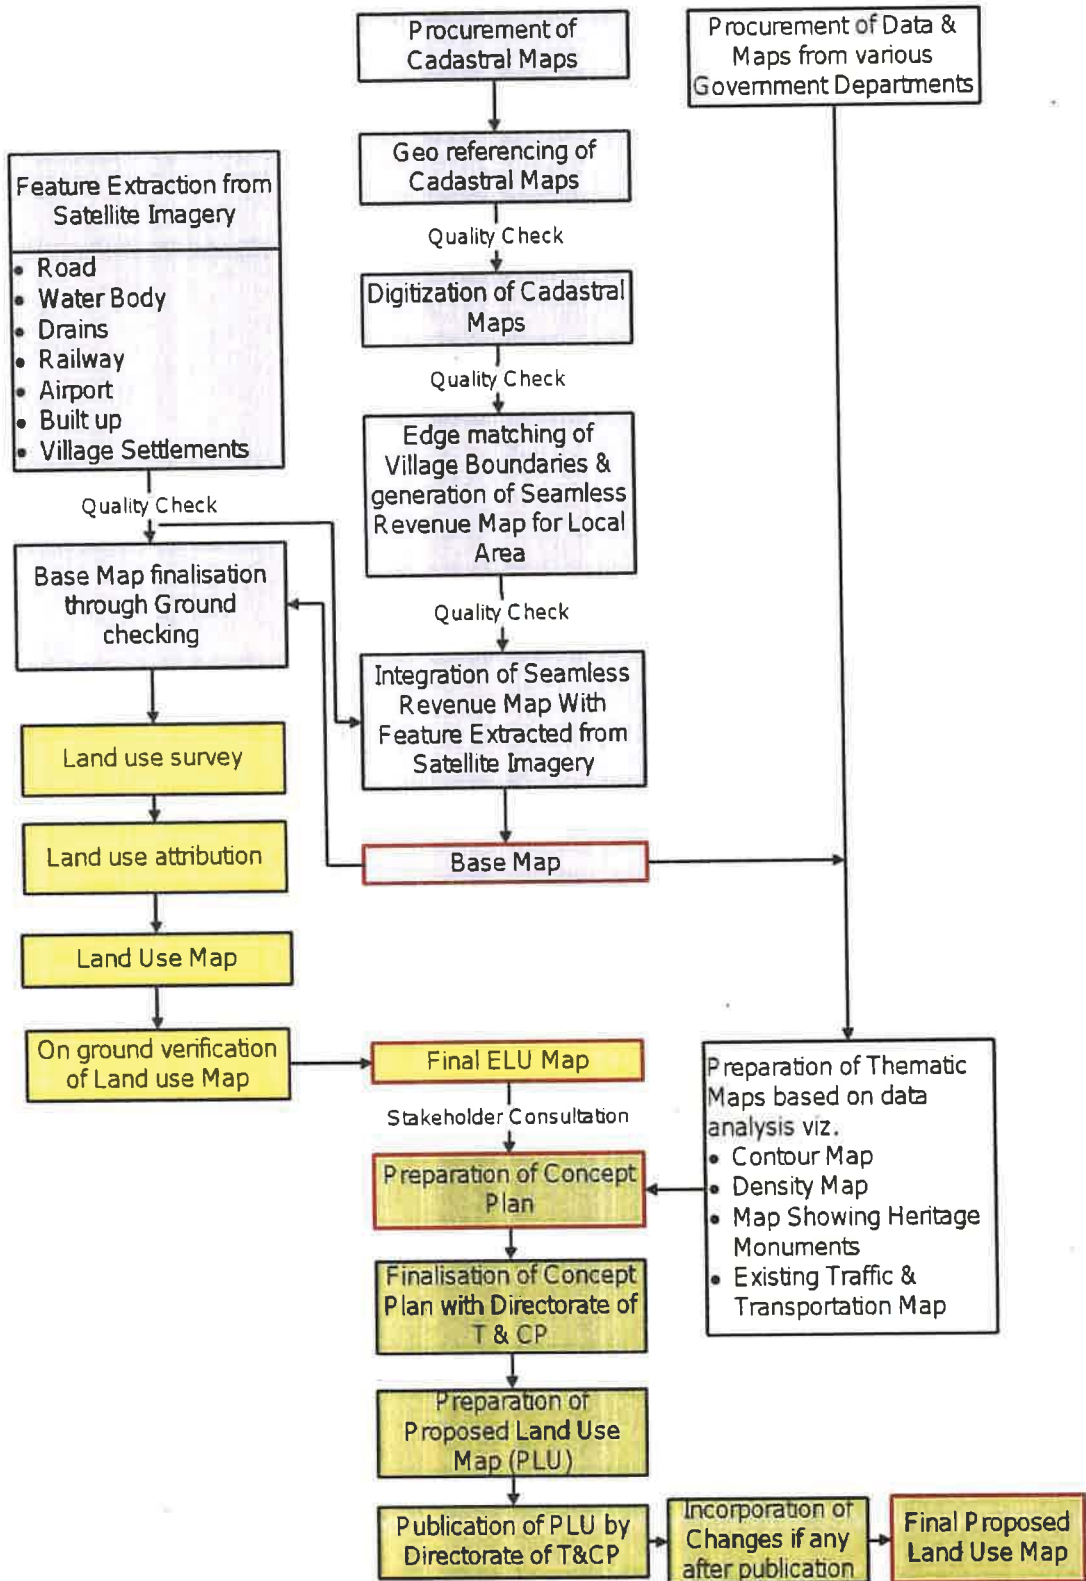 Procurement of
Cadastral Maps
Procurement of Data &
Maps from various
Government Departments
Geo referencing of
Cadastral Maps
Feature Extraction from
Satellite Imagery
• Road
• Water Body
• Drains
• Railway
• Airport
• Built up
• Village Settlements
Quality Check
Digitization of Cadastral
Maps
Quality Check
Edge matching of
Village Boundaries &
generation of Seamless
Revenue Map for Local
Area
Quality Check
Base Map finalisation
through Ground
checking
Quality Check
Integration of Seamless
Revenue Map With
Feature Extracted from
Satellite Imagery
Land use survey
Land use attribution
Base Map
Land Use Map
On ground verification
of Land use Map
Final ELU Map
Stakeholder Consultation
Preparation of Thematic
Maps based on data
analysis viz.
• Contour Map
• Density Map
• Map Showing Heritage
Monuments
• Existing Traffic &
Transportation Map
Preparation of Concept
Plan
Finalisation of Concept
Plan with Directorate of
T & CP
Preparation of
Proposed Land Use
Map (PLU)
Publication of PLU by
Directorate of T&CP
Incorporation of
Changes if any
after publication
Final Proposed
Land Use Map